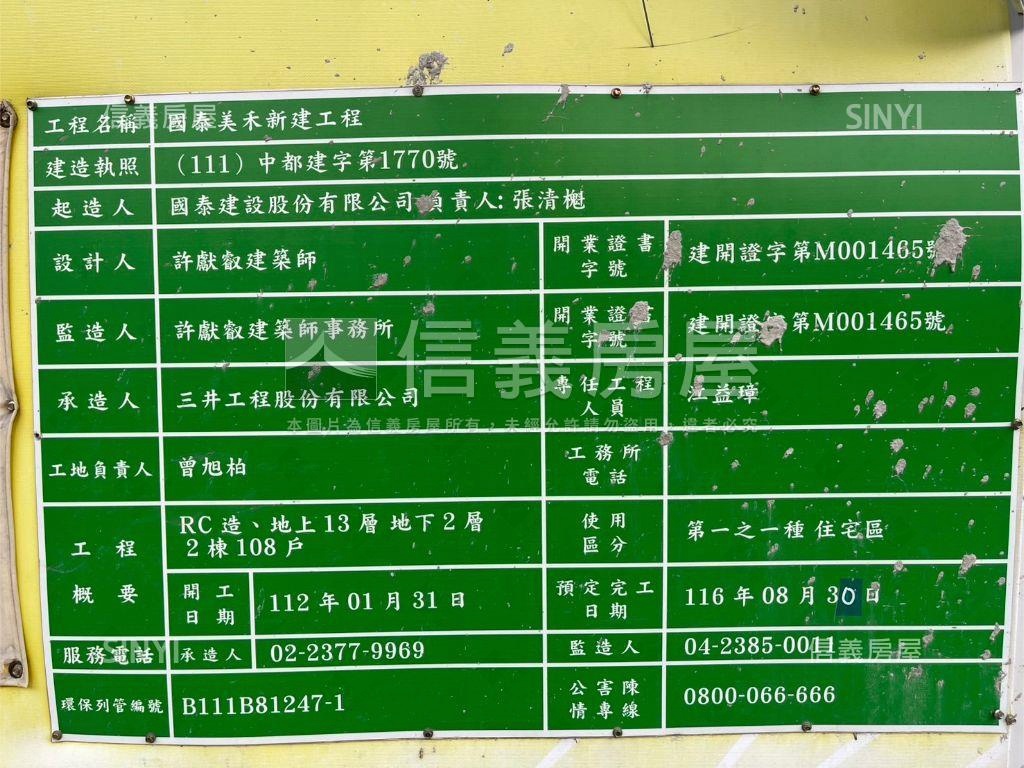 工程名稱 國泰美禾新建工程
建造執照 （111）中都建字第1770號
起造人 國泰建設股份有限公司 負責人：張清櫆
設計人 許獻叡建築師 開業證書字號 建開證字第M001465號
監造人 許獻叡建築師事務所 開業證書字號 建開證字第M001465號
承造人 三井工程股份有限公司 專任工程人員 汪益璋
工地負責人 曾旭柏 工務所電話
工程概要 RC造、地上13層 地下2層
2棟108戶 使用區分 第一之一種 住宅區
開工日期 112年01月31日 預定完工日期 116年08月30日
服務電話 承造人 02-2377-9969 監造人 04-2385-0011
環保列管編號 B111B81247-1 公害陳情專線 0800-066-666
信義房屋
SINYI
信義房屋
本圖片為信義房屋所有，未經允許請勿盜用，違者必究
SINYI
信義房屋